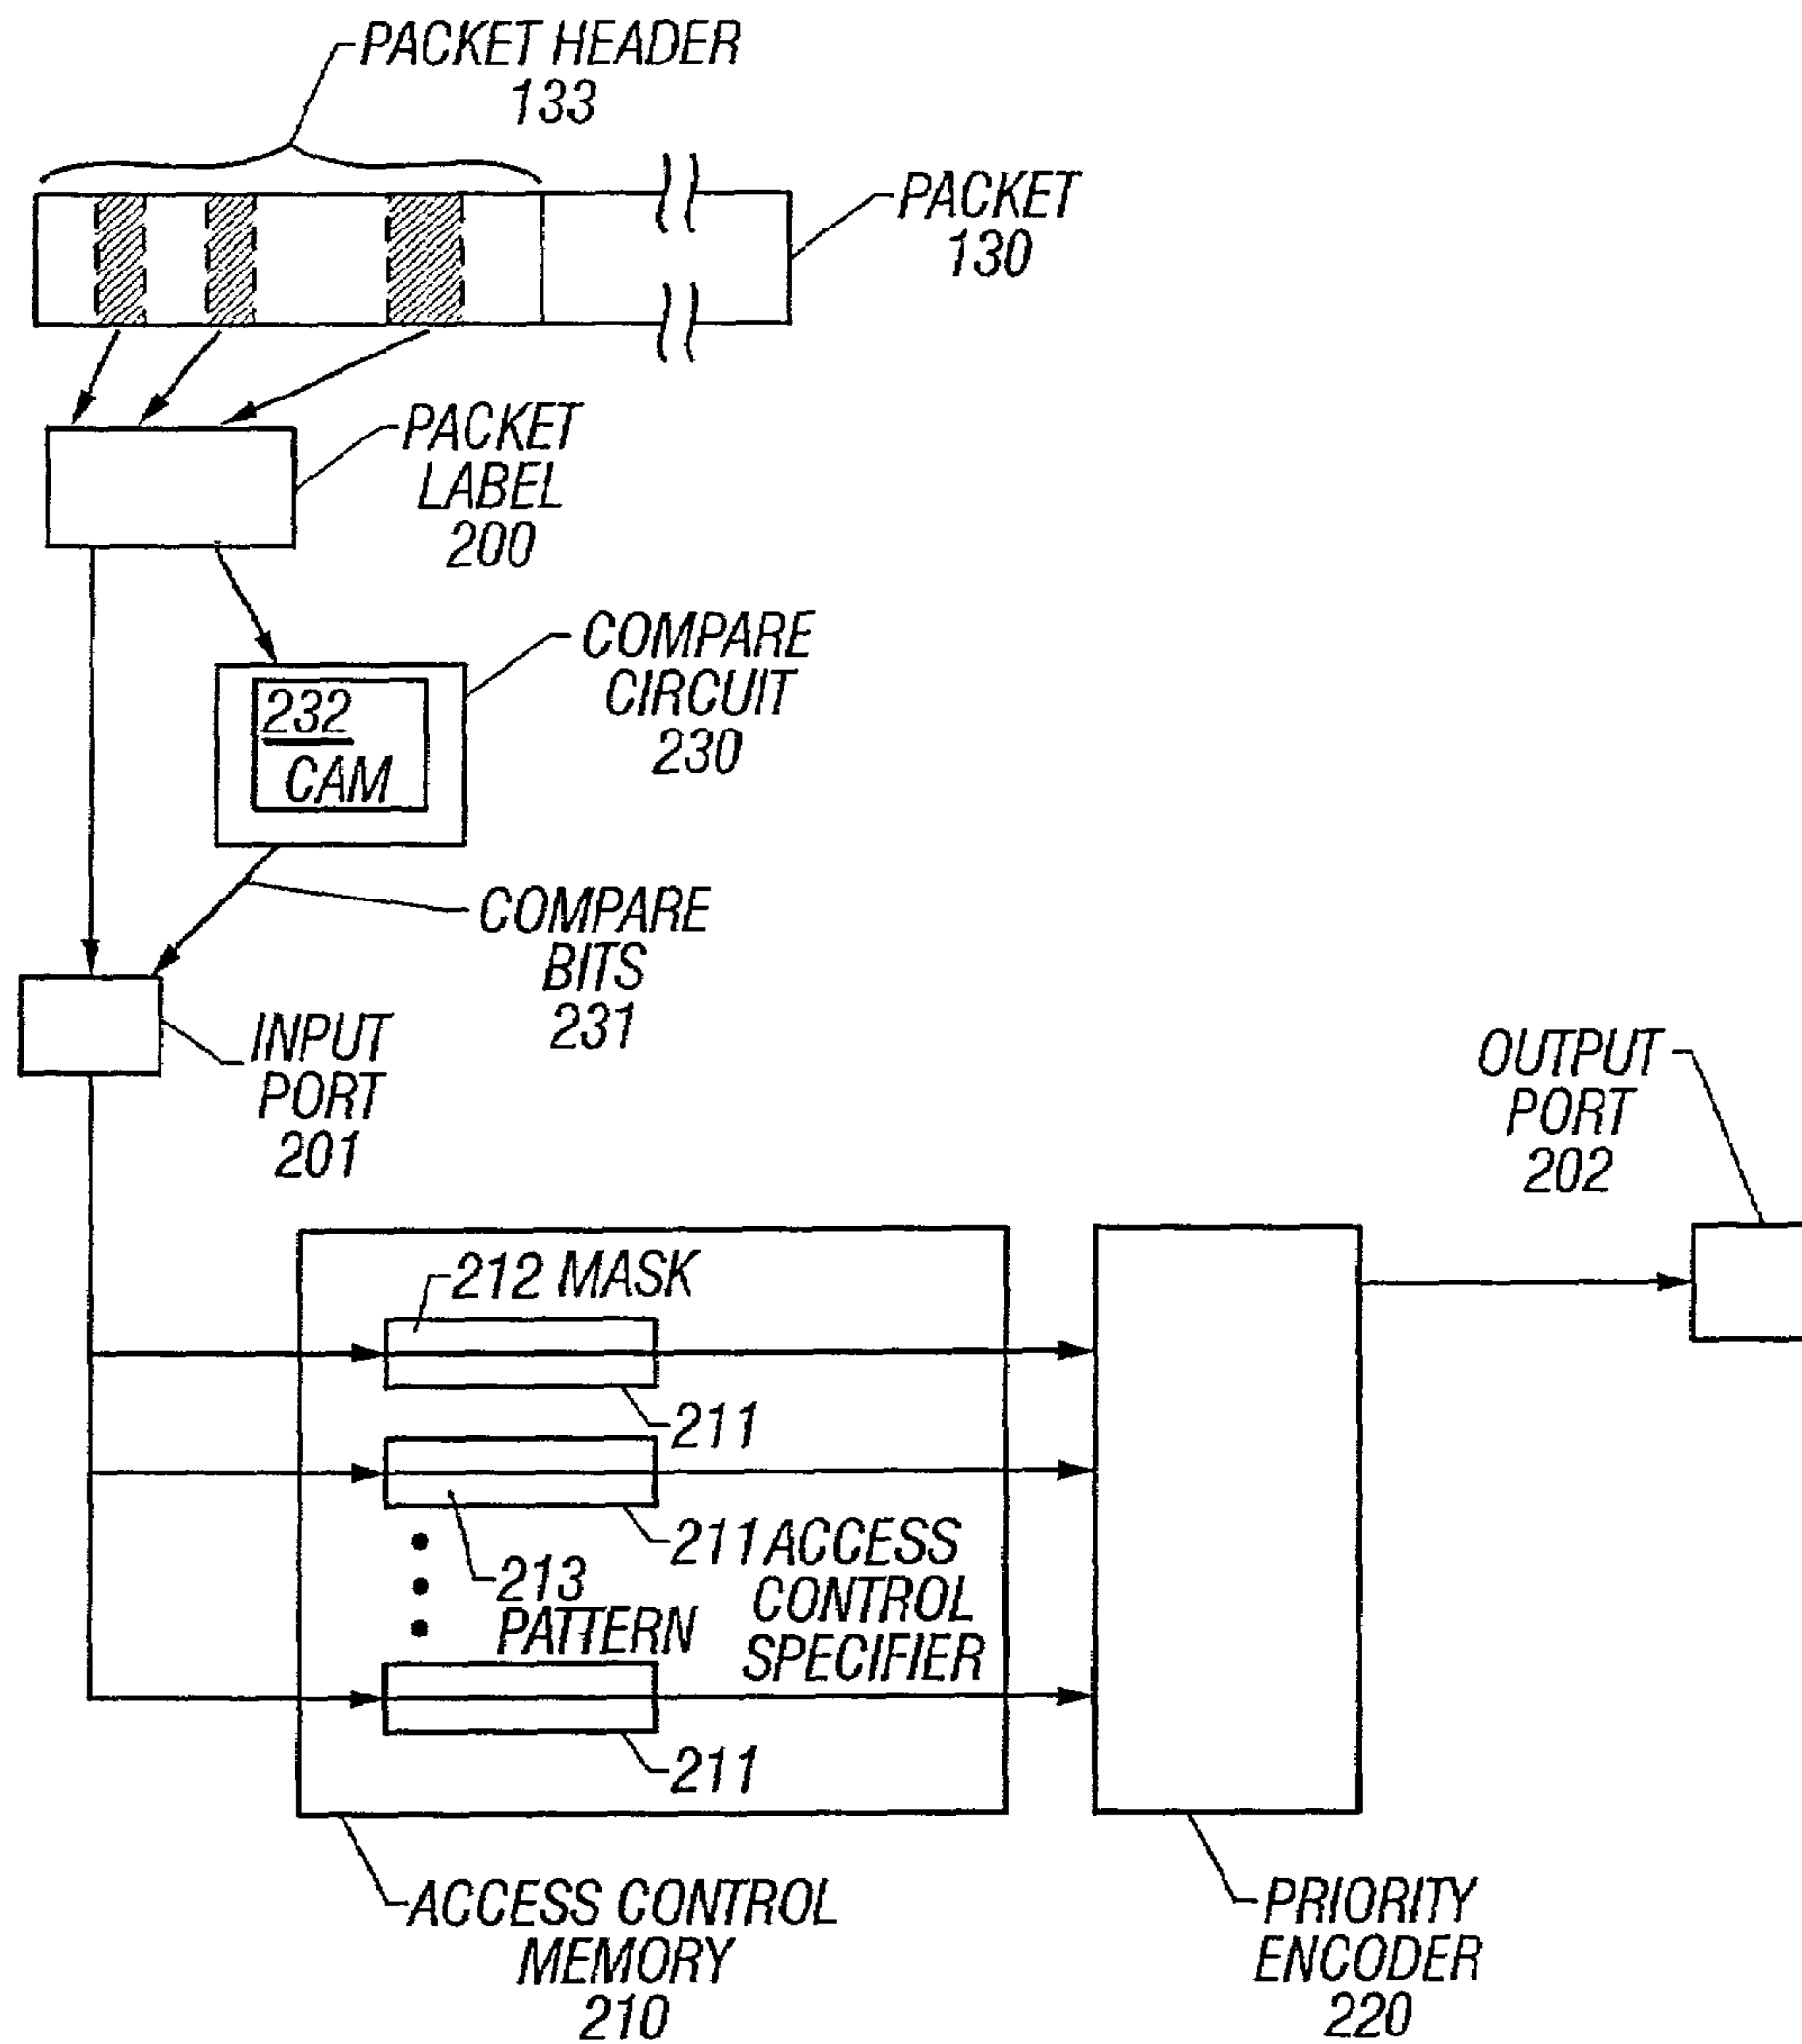 PACKET HEADER
133
PACKET
130
PACKET
LABEL
200
COMPARE
CIRCUIT
230
232
CAM
COMPARE
BITS
231
INPUT
PORT
201
OUTPUT
PORT
202
212 MASK
211
211 ACCESS
CONTROL
SPECIFIER
213
PATTERN
211
ACCESS CONTROL
MEMORY
210
PRIORITY
ENCODER
220